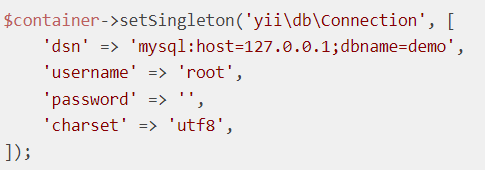 $container->setSingleton('yii\db\Connection', [
    'dsn' => 'mysql:host=127.0.0.1;dbname=demo',
    'username' => 'root',
    'password' => '',
    'charset' => 'utf8',
]);